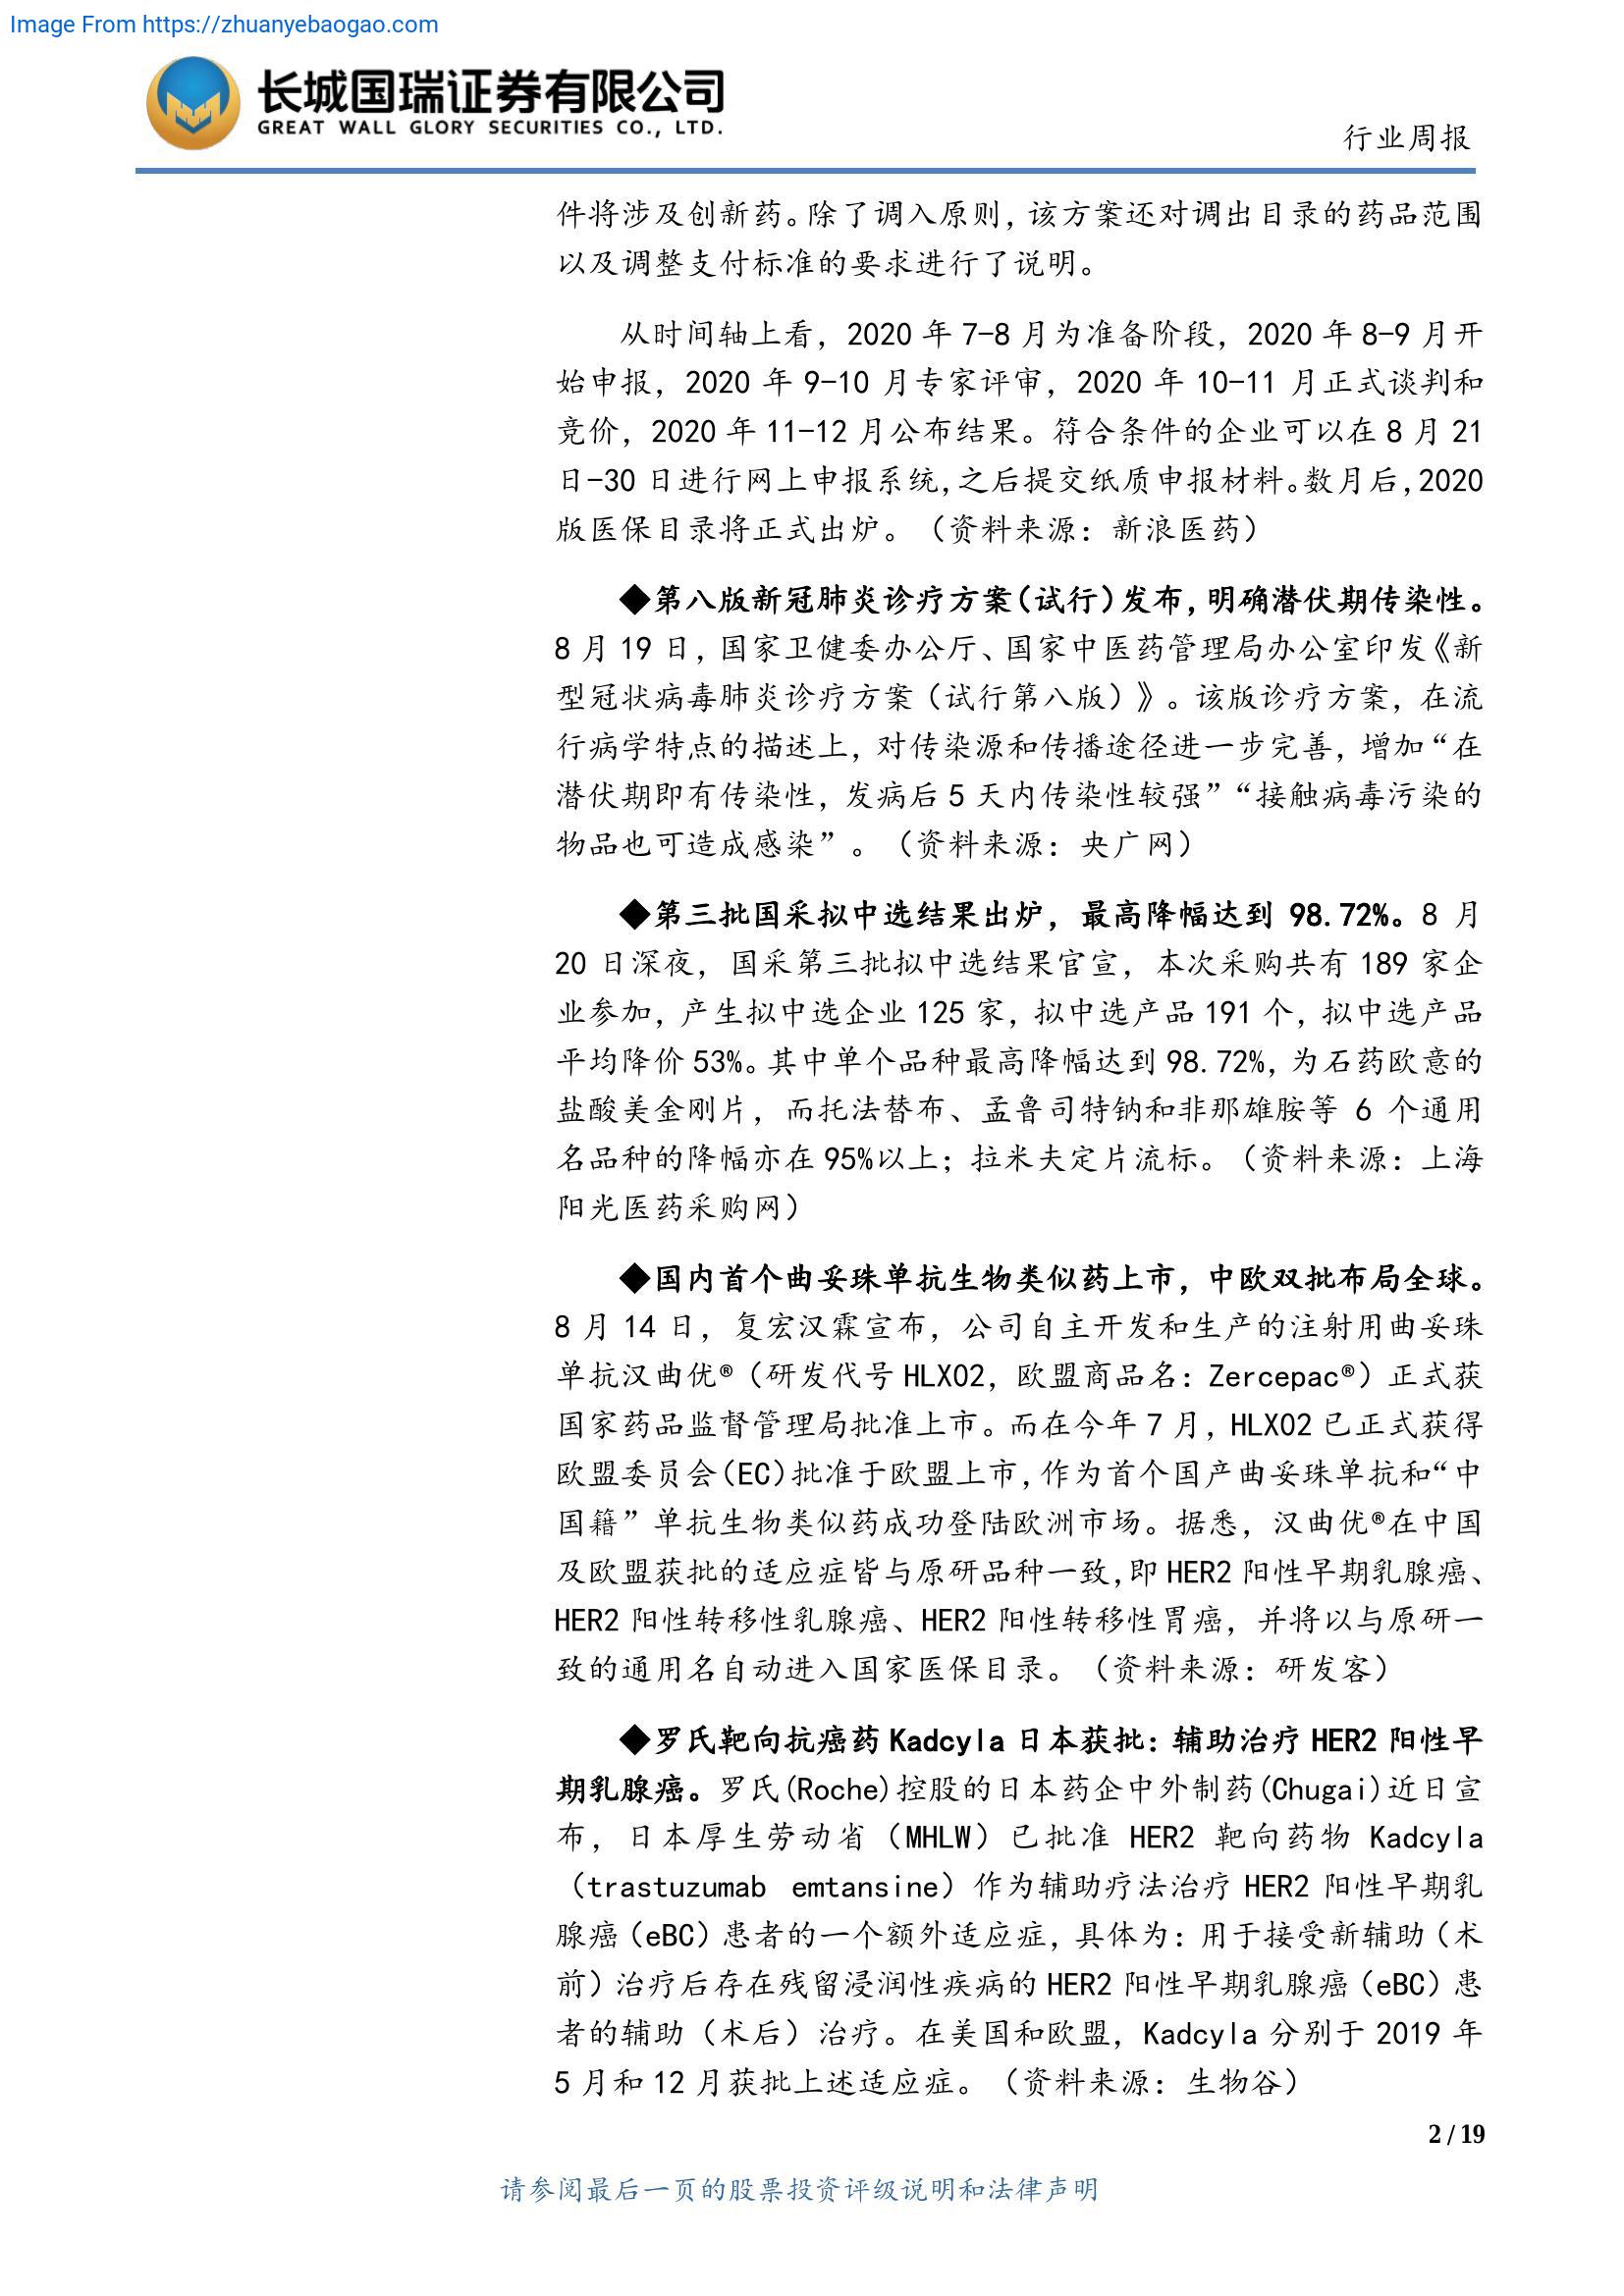 Image From https://zhuanyebaogao.com
长城国瑞证券有限公司
GREAT WALL GLORY SECURITIES CO., LTD.
行业周报
件将涉及创新药。除了调入原则，该方案还对调出目录的药品范围
以及调整支付标准的要求进行了说明。
从时间轴上看，2020 年 7-8 月为准备阶段，2020 年 8-9 月开
始申报，2020 年 9-10 月专家评审，2020 年 10-11 月正式谈判和
竞价，2020 年 11-12 月公布结果。符合条件的企业可以在 8 月 21
日-30 日进行网上申报系统,之后提交纸质申报材料。数月后,2020
版医保目录将正式出炉。（资料来源：新浪医药）
◆第八版新冠肺炎诊疗方案（试行）发布，明确潜伏期传染性。
8 月 19 日，国家卫健委办公厅、国家中医药管理局办公室印发《新
型冠状病毒肺炎诊疗方案（试行第八版）》。该版诊疗方案，在流
行病学特点的描述上，对传染源和传播途径进一步完善，增加“在
潜伏期即有传染性，发病后 5 天内传染性较强”“接触病毒污染的
物品也可造成感染”。（资料来源：央广网）
◆第三批国采拟中选结果出炉，最高降幅达到 98.72%。8 月
20 日深夜，国采第三批拟中选结果官宣，本次采购共有 189 家企
业参加，产生拟中选企业 125 家，拟中选产品 191 个，拟中选产品
平均降价 53%。其中单个品种最高降幅达到 98.72%，为石药欧意的
盐酸美金刚片，而托法替布、孟鲁司特钠和非那雄胺等 6 个通用
名品种的降幅亦在 95%以上；拉米夫定片流标。（资料来源：上海
阳光医药采购网）
◆国内首个曲妥珠单抗生物类似药上市，中欧双批布局全球。
8 月 14 日，复宏汉霖宣布，公司自主开发和生产的注射用曲妥珠
单抗汉曲优®（研发代号 HLX02，欧盟商品名：Zercepac®）正式获
国家药品监督管理局批准上市。而在今年 7 月，HLX02 已正式获得
欧盟委员会(EC)批准于欧盟上市,作为首个国产曲妥珠单抗和“中
国籍”单抗生物类似药成功登陆欧洲市场。据悉，汉曲优®在中国
及欧盟获批的适应症皆与原研品种一致,即 HER2 阳性早期乳腺癌、
HER2 阳性转移性乳腺癌、HER2 阳性转移性胃癌，并将以与原研一
致的通用名自动进入国家医保目录。（资料来源：研发客）
◆罗氏靶向抗癌药 Kadcyla 日本获批：辅助治疗 HER2 阳性早
期乳腺癌。罗氏(Roche)控股的日本药企中外制药(Chugai)近日宣
布，日本厚生劳动省（MHLW）已批准 HER2 靶向药物 Kadcyla
（trastuzumab emtansine）作为辅助疗法治疗 HER2 阳性早期乳
腺癌（eBC）患者的一个额外适应症，具体为：用于接受新辅助（术
前）治疗后存在残留浸润性疾病的 HER2 阳性早期乳腺癌（eBC）患
者的辅助（术后）治疗。在美国和欧盟，Kadcyla 分别于 2019 年
5 月和 12 月获批上述适应症。（资料来源：生物谷）
2 / 19
请参阅最后一页的股票投资评级说明和法律声明